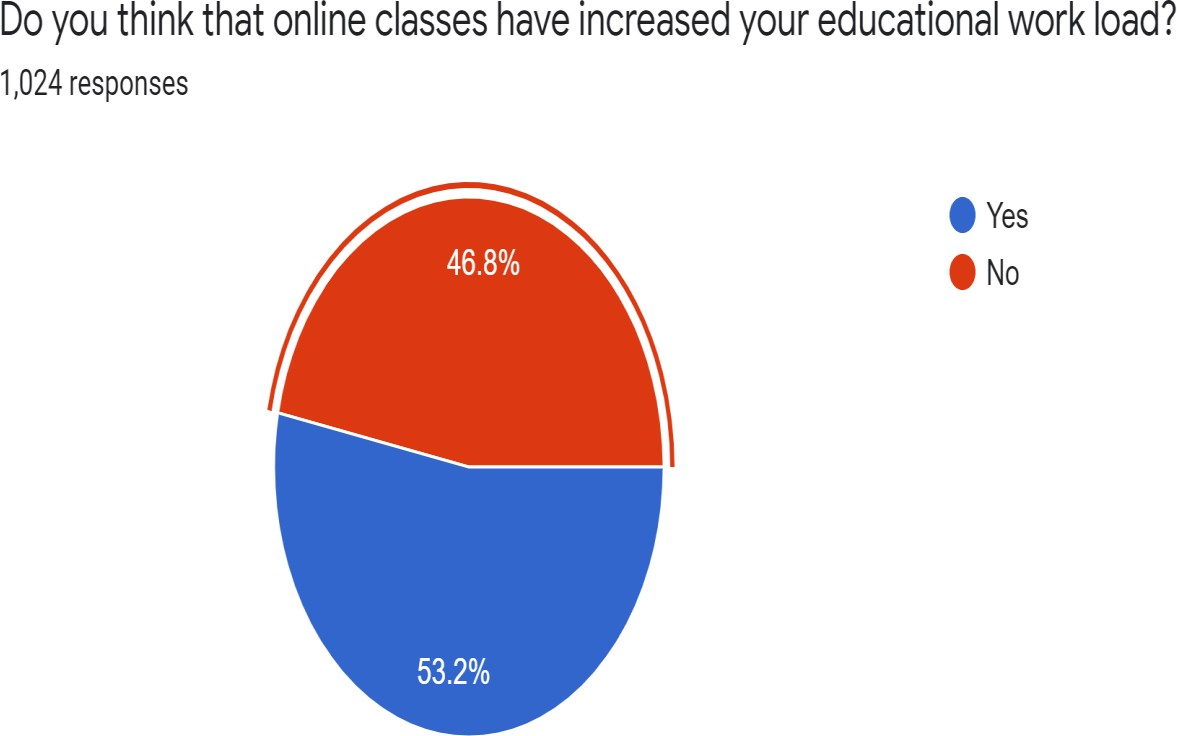 Do you think that online classes have increased your educational work load?
1,024 responses
Yes
No
46.8%
53.2%